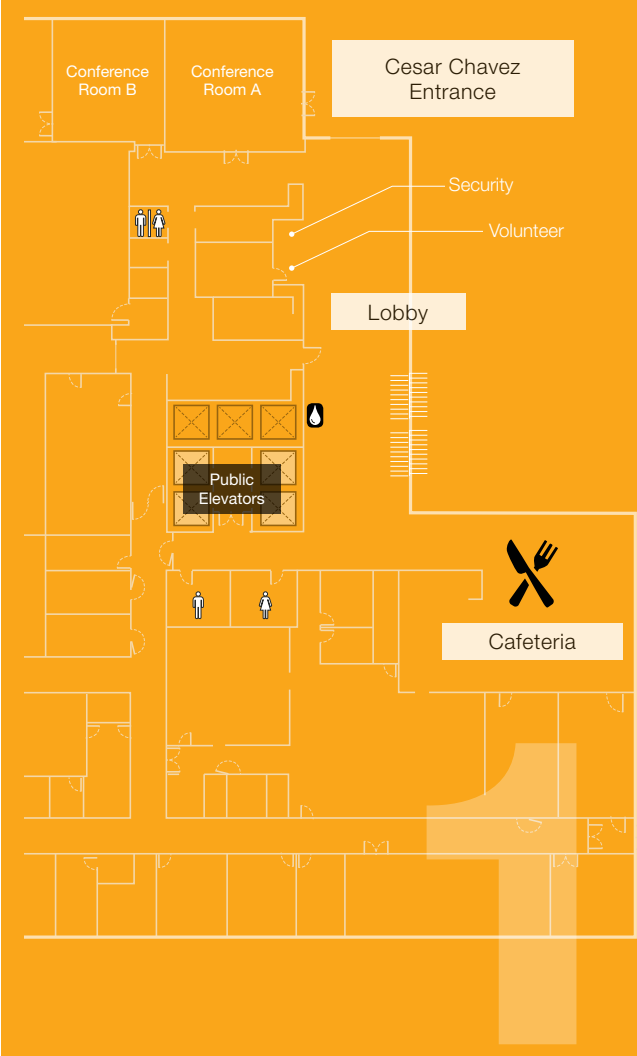 Conference
Room B
Conference
Room A
Cesar Chavez
Entrance
Security
Volunteer
Lobby
Public
Elevators
Cafeteria
1